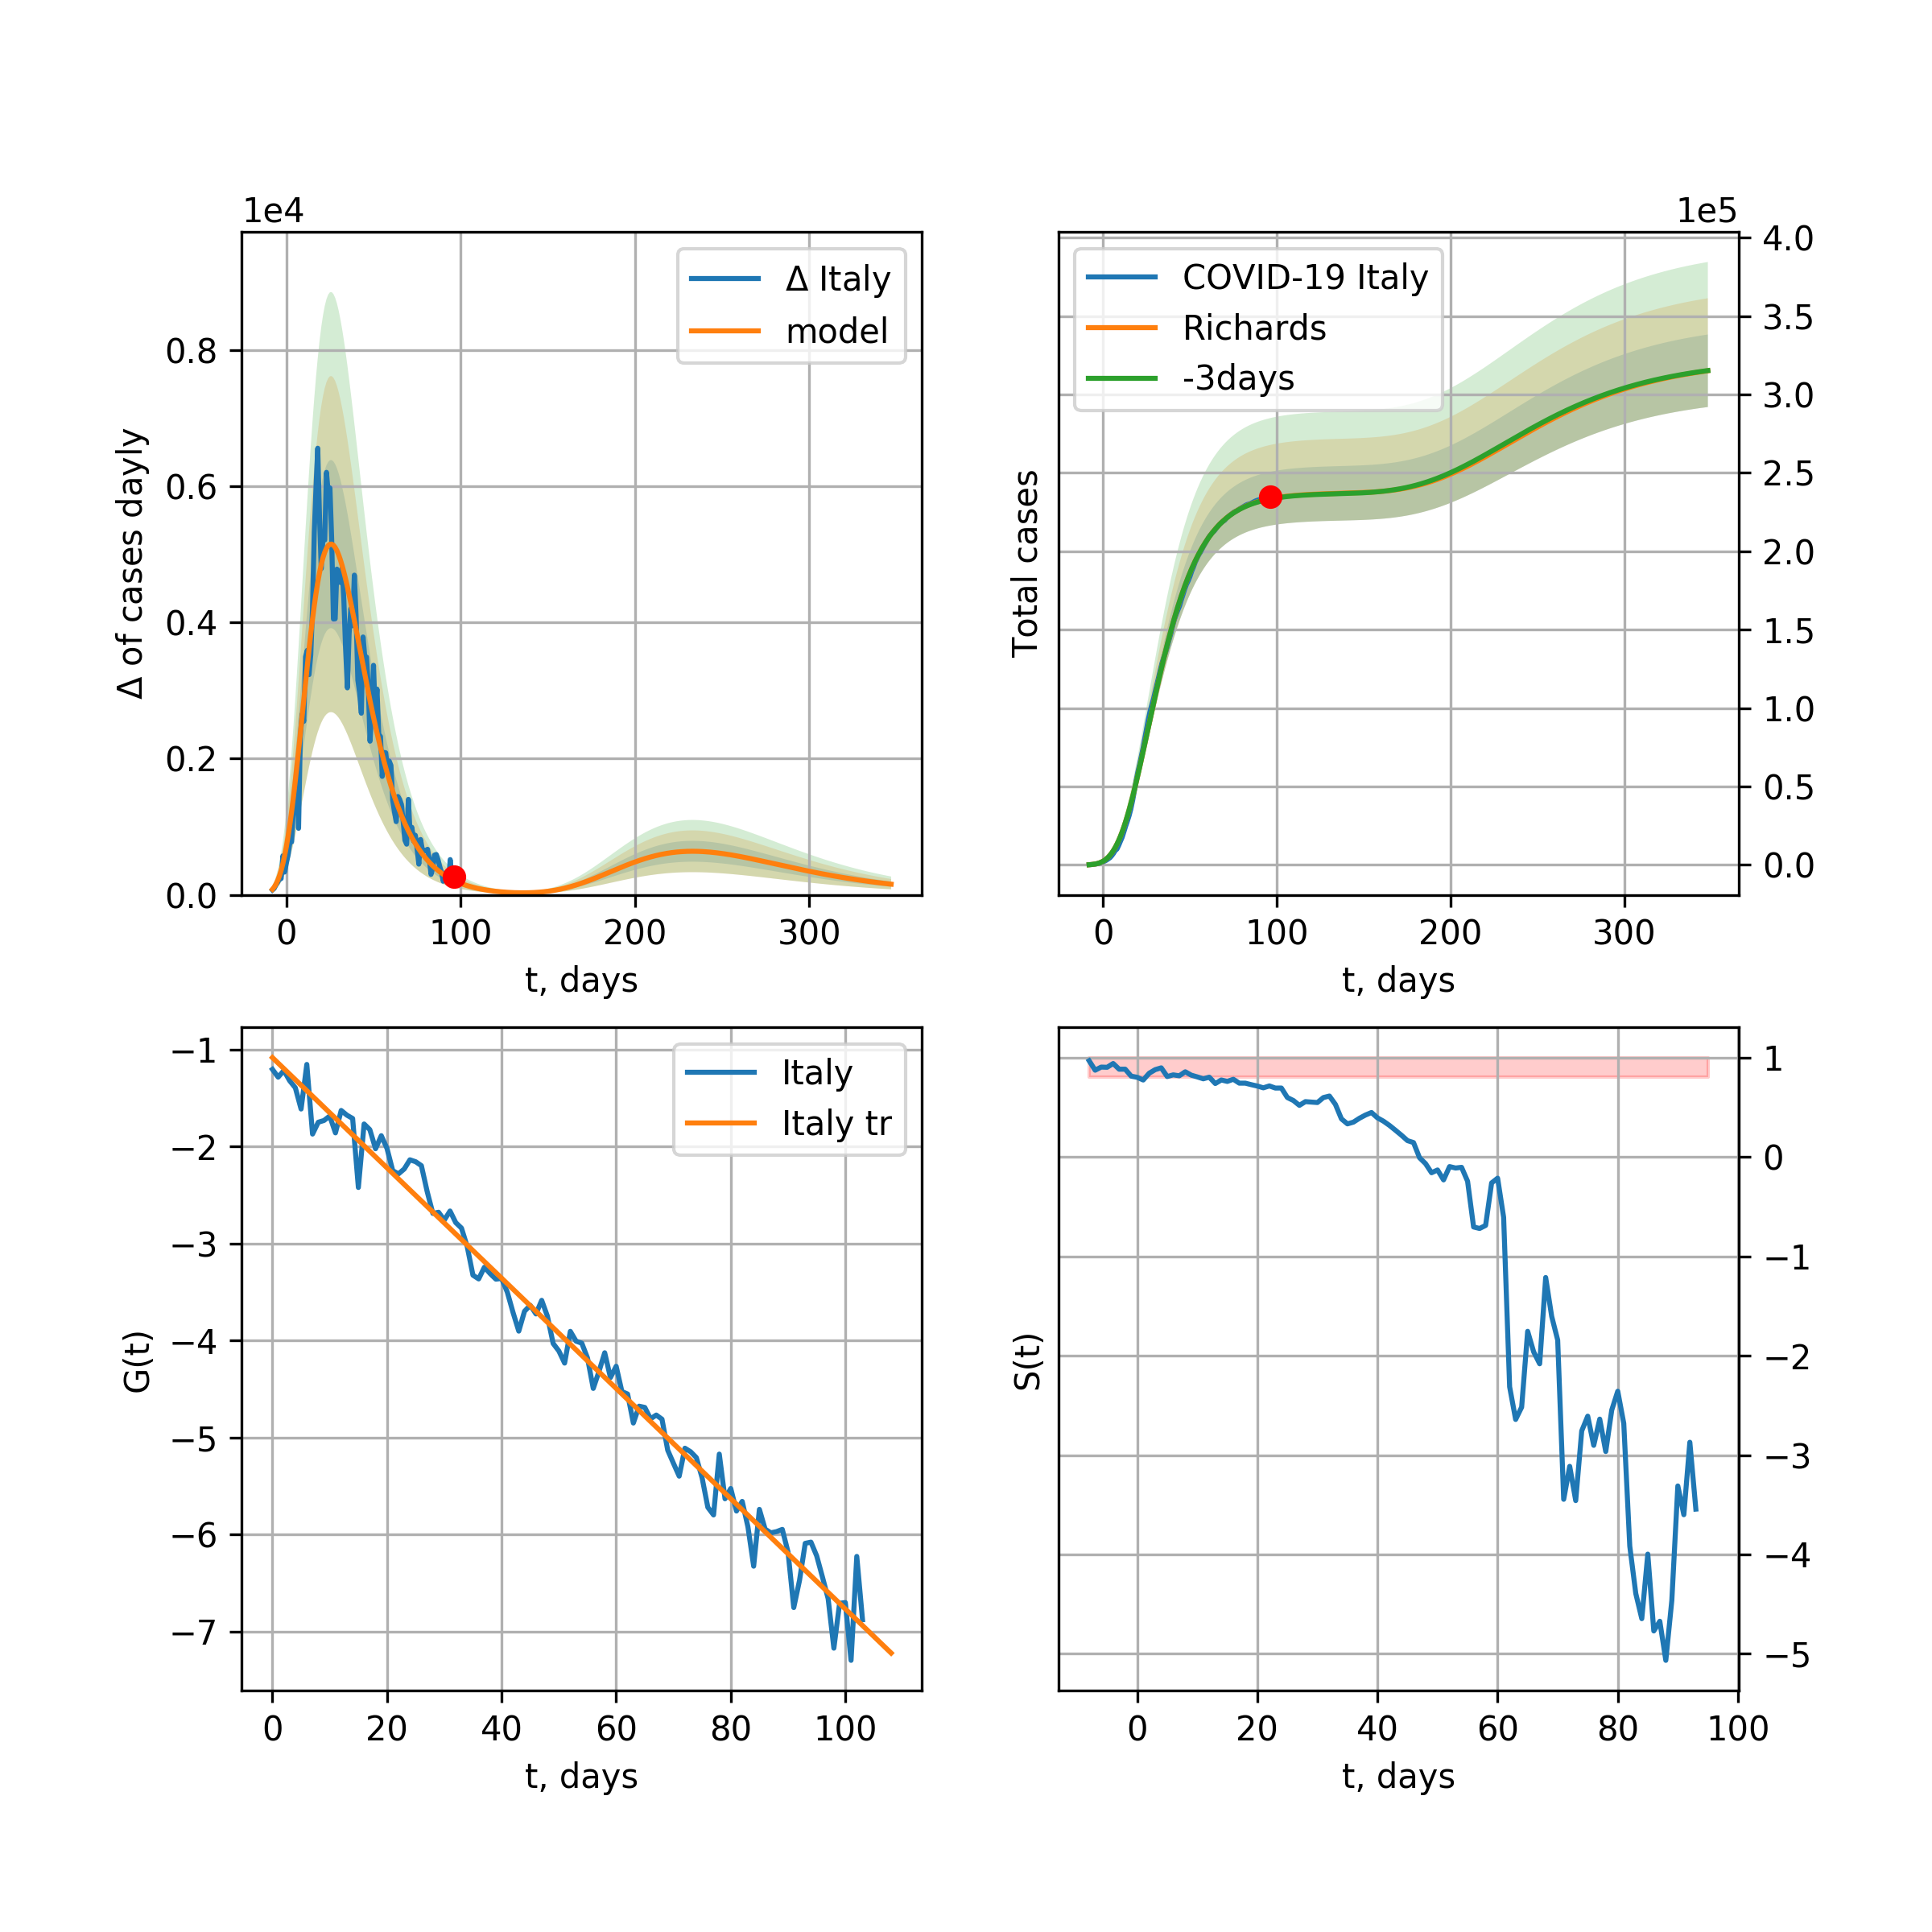 1e4
Δ Italy
model
0.8
0.6
0.4
0.2
0.0
Δ of cases dayly
0 100 200 300
t, days
1e5
COVID-19 Italy
Richards
-3days
4.0
3.5
3.0
2.5
2.0
1.5
1.0
0.5
0.0
Total cases
0 100 200 300
t, days
Italy
Italy tr
−1
−2
−3
−4
−5
−6
−7
G(t)
0 20 40 60 80 100
t, days
1
0
−1
−2
−3
−4
−5
S(t)
0 20 40 60 80 100
t, days